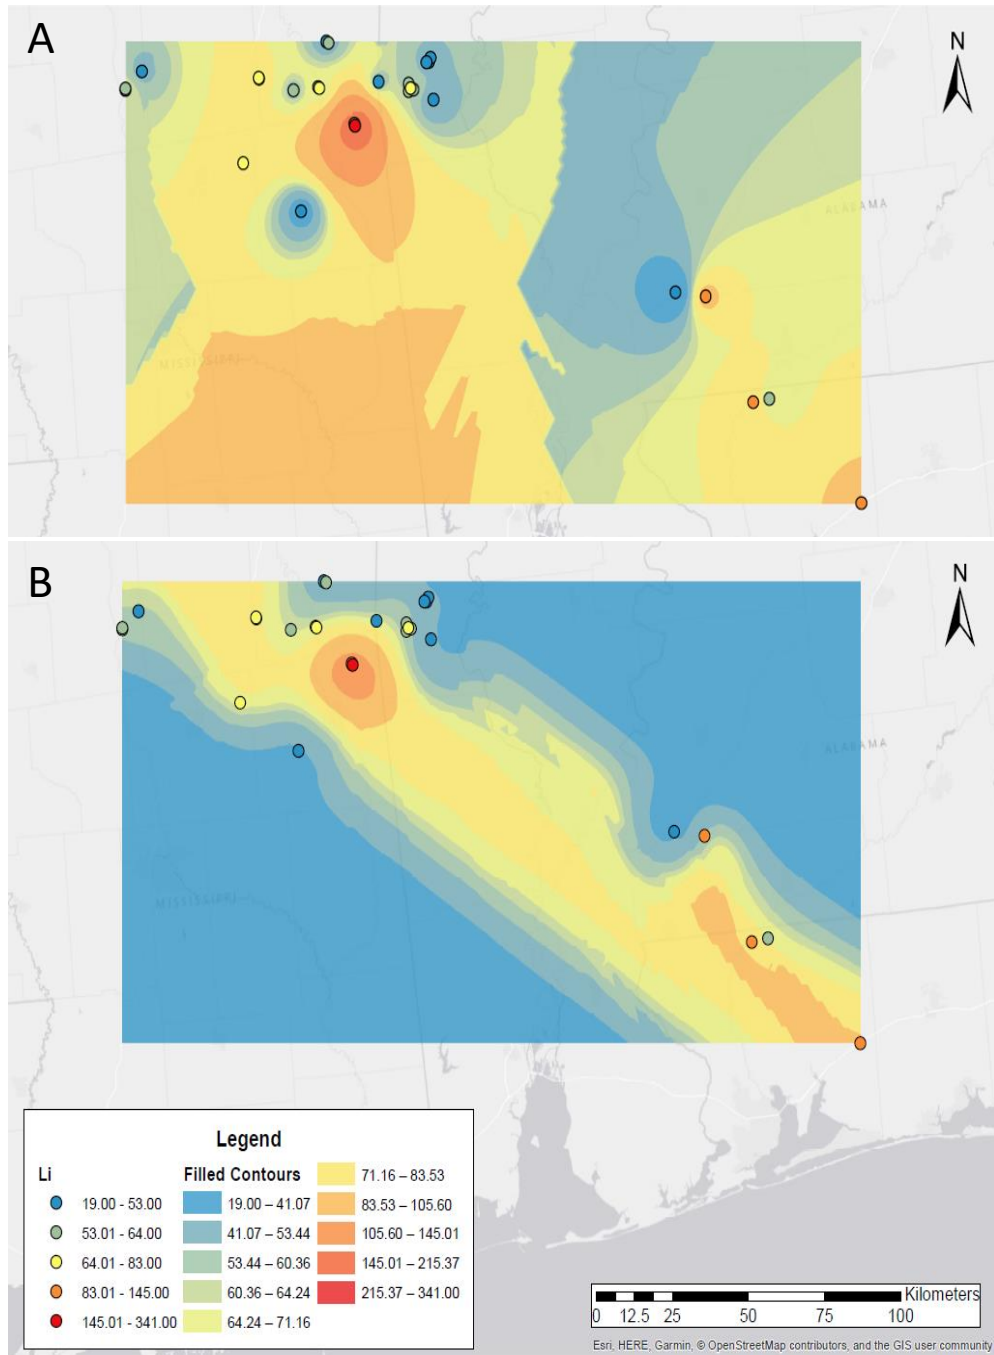 A
N
ALABAMA
MISSISSIPPI
B
N
ALABAMA
MISSISSIPPI
Legend
Li
19.00 - 53.00
53.01 - 64.00
64.01 - 83.00
83.01 - 145.00
145.01 - 341.00
Filled Contours
19.00 – 41.07
41.07 – 53.44
53.44 – 60.36
60.36 – 64.24
64.24 – 71.16
71.16 – 83.53
83.53 – 105.60
105.60 – 145.01
145.01 – 215.37
215.37 – 341.00
Kilometers
0 12.5 25 50 75 100
Esri, HERE, Garmin, © OpenStreetMap contributors, and the GIS user community